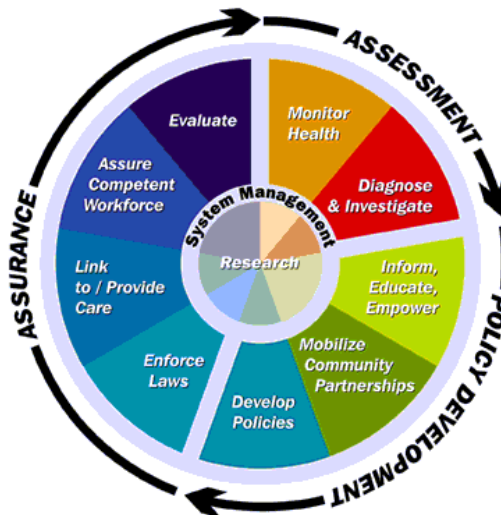 ASSESSMENT
Monitor
Health
Diagnose
& Investigate
POLICY DEVELOPMENT
Inform,
Educate,
Empower
Mobilize
Community
Partnerships
Develop
Policies
ASSURANCE
Enforce
Laws
Link
to / Provide
Care
Assure
Competent
Workforce
Evaluate
System Management
Research